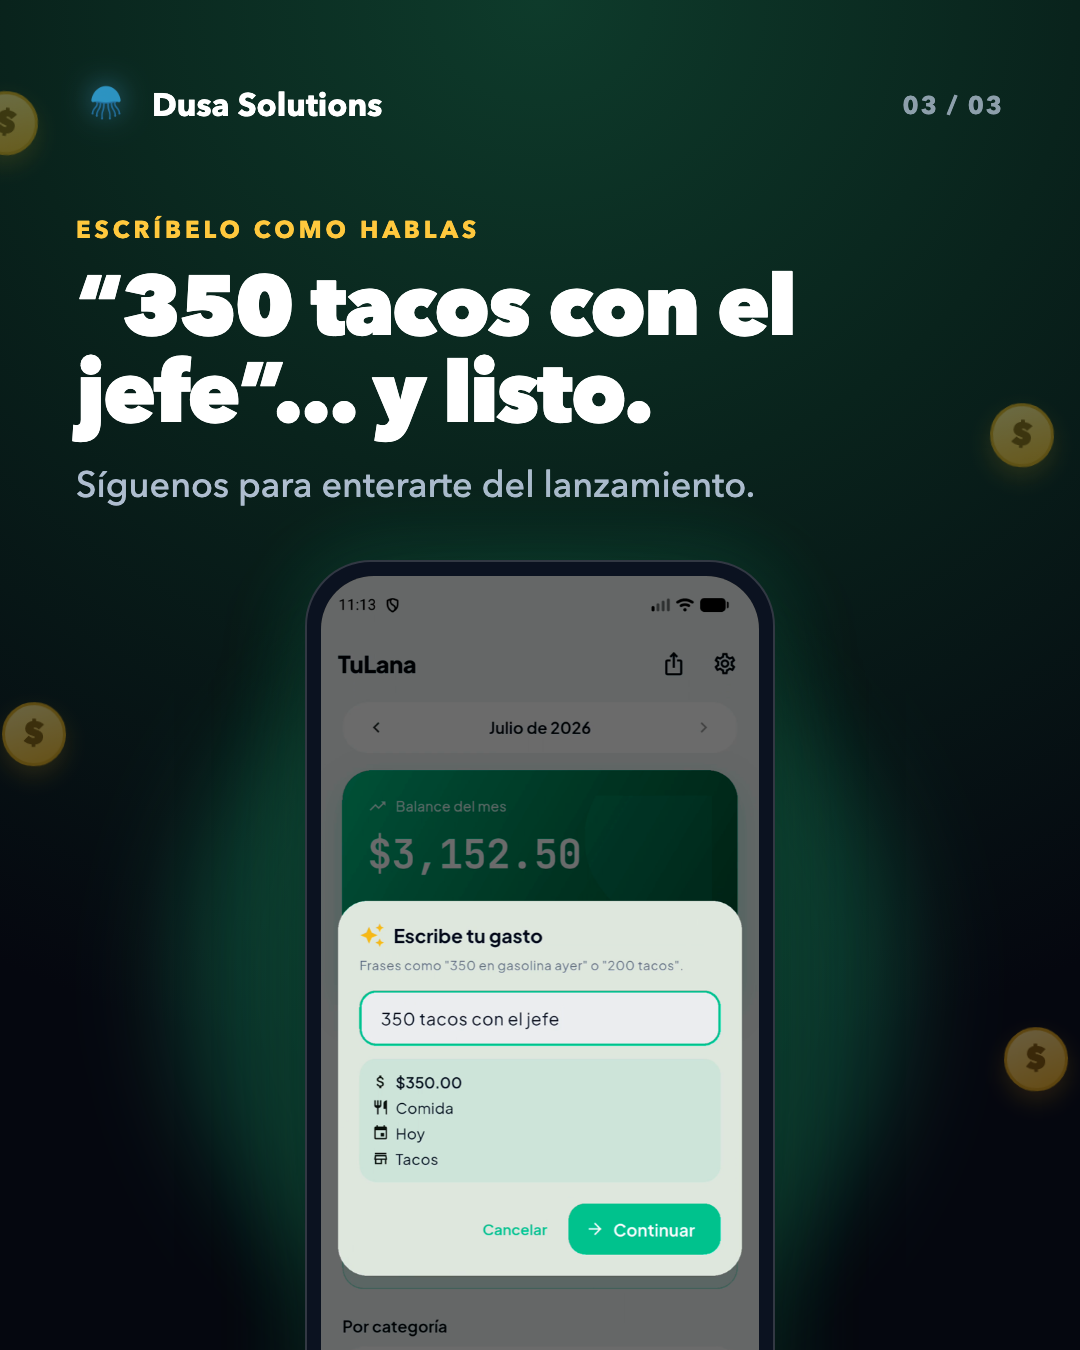 Dusa Solutions
03 / 03
ESCRÍBELO COMO HABLAS
"350 tacos con el
jefe"... y listo.
Síguenos para enterarte del lanzamiento.
11:13
TuLana
Julio de 2026
Balance del mes
$3,152.50
Escribe tu gasto
Frases como "350 en gasolina ayer" o "200 tacos".
350 tacos con el jefe
$ $350.00
Comida
Hoy
Tacos
Cancelar
Continuar
Por categoría
$
$
$
$